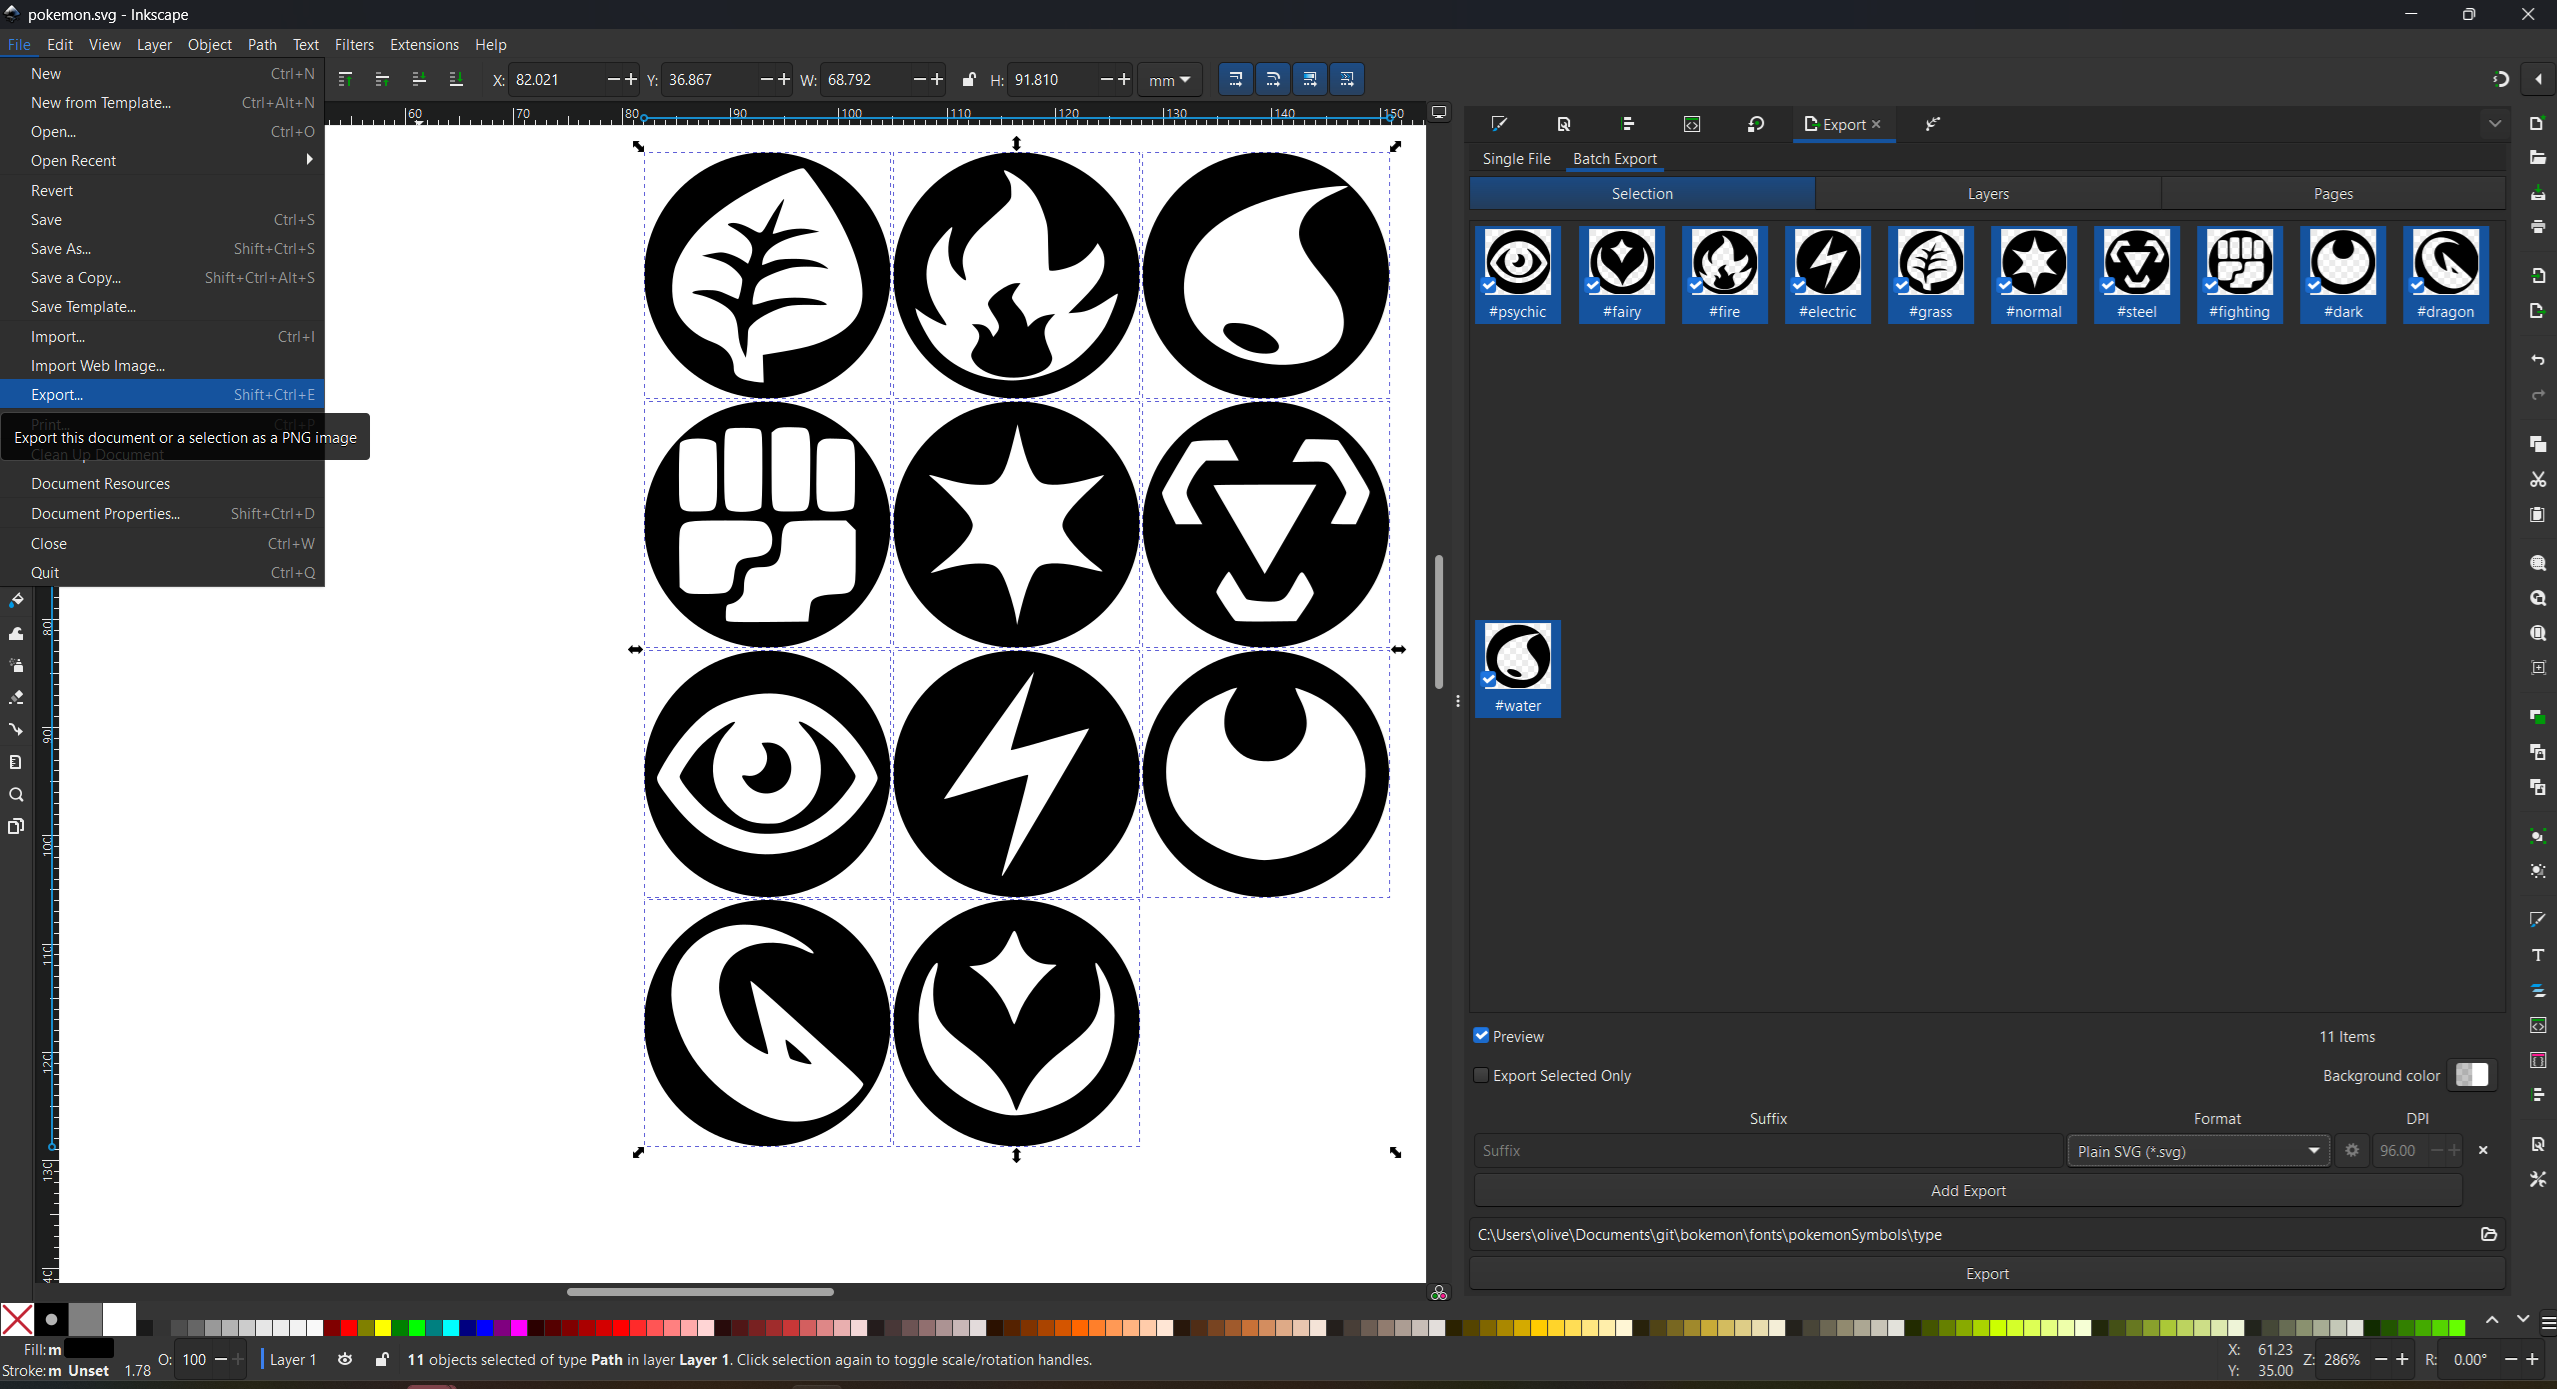 pokemon.svg - Inkscape
File Edit View Layer Object Path Text Filters Extensions Help
New Ctrl+N
New from Template... Ctrl+Alt+N
Open... Ctrl+O
Open Recent
Revert
Save Ctrl+S
Save As... Shift+Ctrl+S
Save a Copy... Shift+Ctrl+Alt+S
Save Template...
Import... Ctrl+I
Import Web Image...
Export... Shift+Ctrl+E
Print... Ctrl+P
Export this document or a selection as a PNG image
Clean Up Document
Document Resources
Document Properties... Shift+Ctrl+D
Close Ctrl+W
Quit Ctrl+Q
X: 82.021 Y: 36.867 W: 68.792 H: 91.810 mm
60 70 80 90 100 110 120 130 140 150
80
90
100
110
120
130
Export
Single File Batch Export
Selection Layers Pages
#psychic #fairy #fire #electric #grass #normal #steel #fighting #dark #dragon
#water
Preview 11 Items
Export Selected Only Background color
Suffix Format DPI
Suffix Plain SVG (*.svg) 96.00
Add Export
C:\Users\olive\Documents\git\bokemon\fonts\pokemonSymbols\type
Export
Fill: m
Stroke: m Unset 1.78
O: 100 Layer 1 11 objects selected of type Path in layer Layer 1. Click selection again to toggle scale/rotation handles.
X: 61.23
Y: 35.00
Z: 286% R: 0.00°